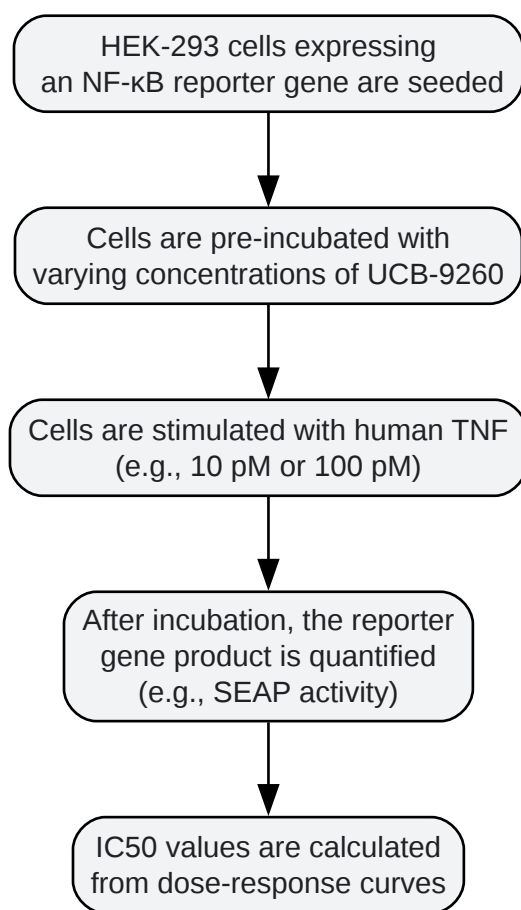 HEK-293 cells expressing
an NF-κB reporter gene are seeded
Cells are pre-incubated with
varying concentrations of UCB-9260
Cells are stimulated with human TNF
(e.g., 10 pM or 100 pM)
After incubation, the reporter
gene product is quantified
(e.g., SEAP activity)
IC50 values are calculated
from dose-response curves